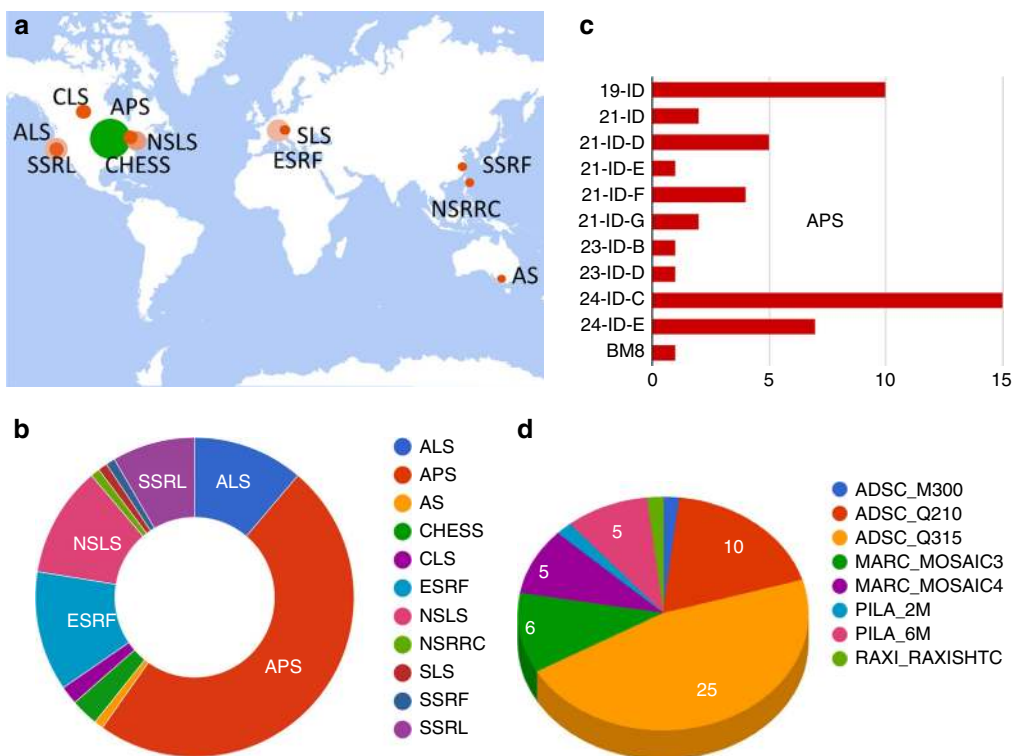 a
CLS
APS
ALS
NSLS
SSRL
CHESS
SLS
ESRF
SSRF
NSRRC
AS
b
SSRL
ALS
NSLS
ESRF
APS
ALS
APS
AS
CHESS
CLS
ESRF
NSLS
NSRRC
SLS
SSRF
SSRL
c
19-ID
21-ID
21-ID-D
21-ID-E
21-ID-F
21-ID-G
APS
23-ID-B
23-ID-D
24-ID-C
24-ID-E
BM8
0 5 10 15
d
5
10
5
6
25
ADSC_M300
ADSC_Q210
ADSC_Q315
MARC_MOSAIC3
MARC_MOSAIC4
PILA_2M
PILA_6M
RAXI_RAXISHTC